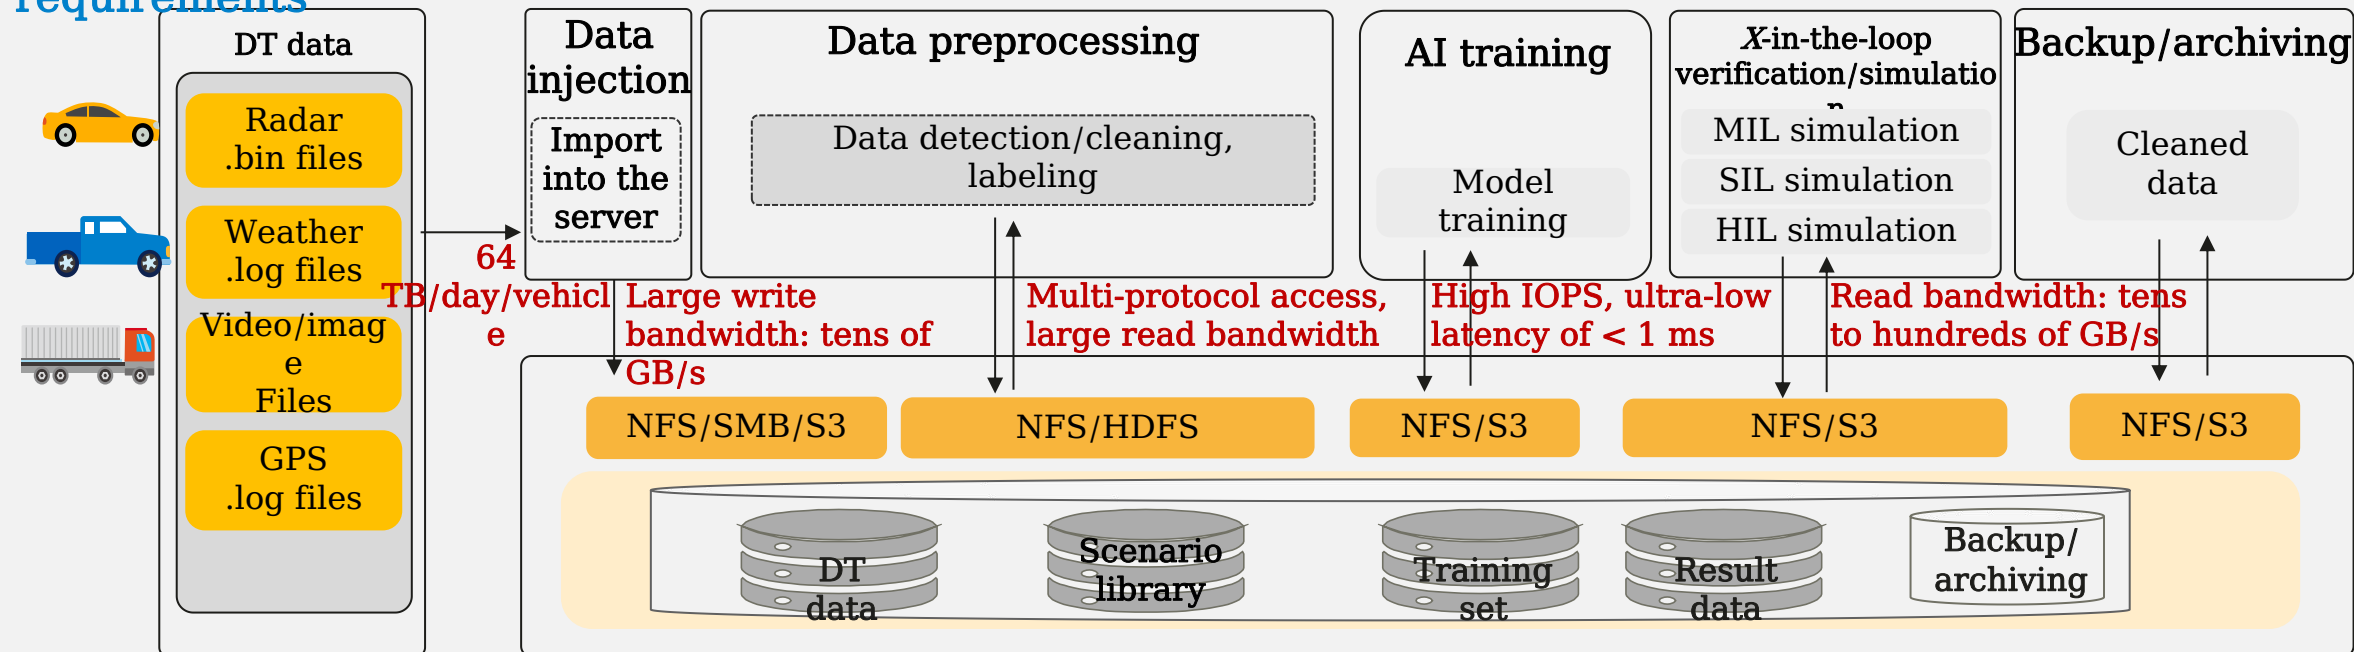 requirements
DT data
Radar
.bin files
Weather
.log files
Video/imag
e
Files
GPS
.log files
64
TB/day/vehicl
e
Data
injection
Import
into the
server
Large write
bandwidth: tens of
GB/s
Data preprocessing
Data detection/cleaning,
labeling
Multi-protocol access,
large read bandwidth
AI training
Model
training
High IOPS, ultra-low
latency of < 1 ms
X-in-the-loop
verification/simulatio
n
MIL simulation
SIL simulation
HIL simulation
Read bandwidth: tens
to hundreds of GB/s
Backup/archiving
Cleaned
data
NFS/SMB/S3
NFS/HDFS
NFS/S3
NFS/S3
NFS/S3
DT
data
Scenario
library
Training
set
Result
data
Backup/
archiving